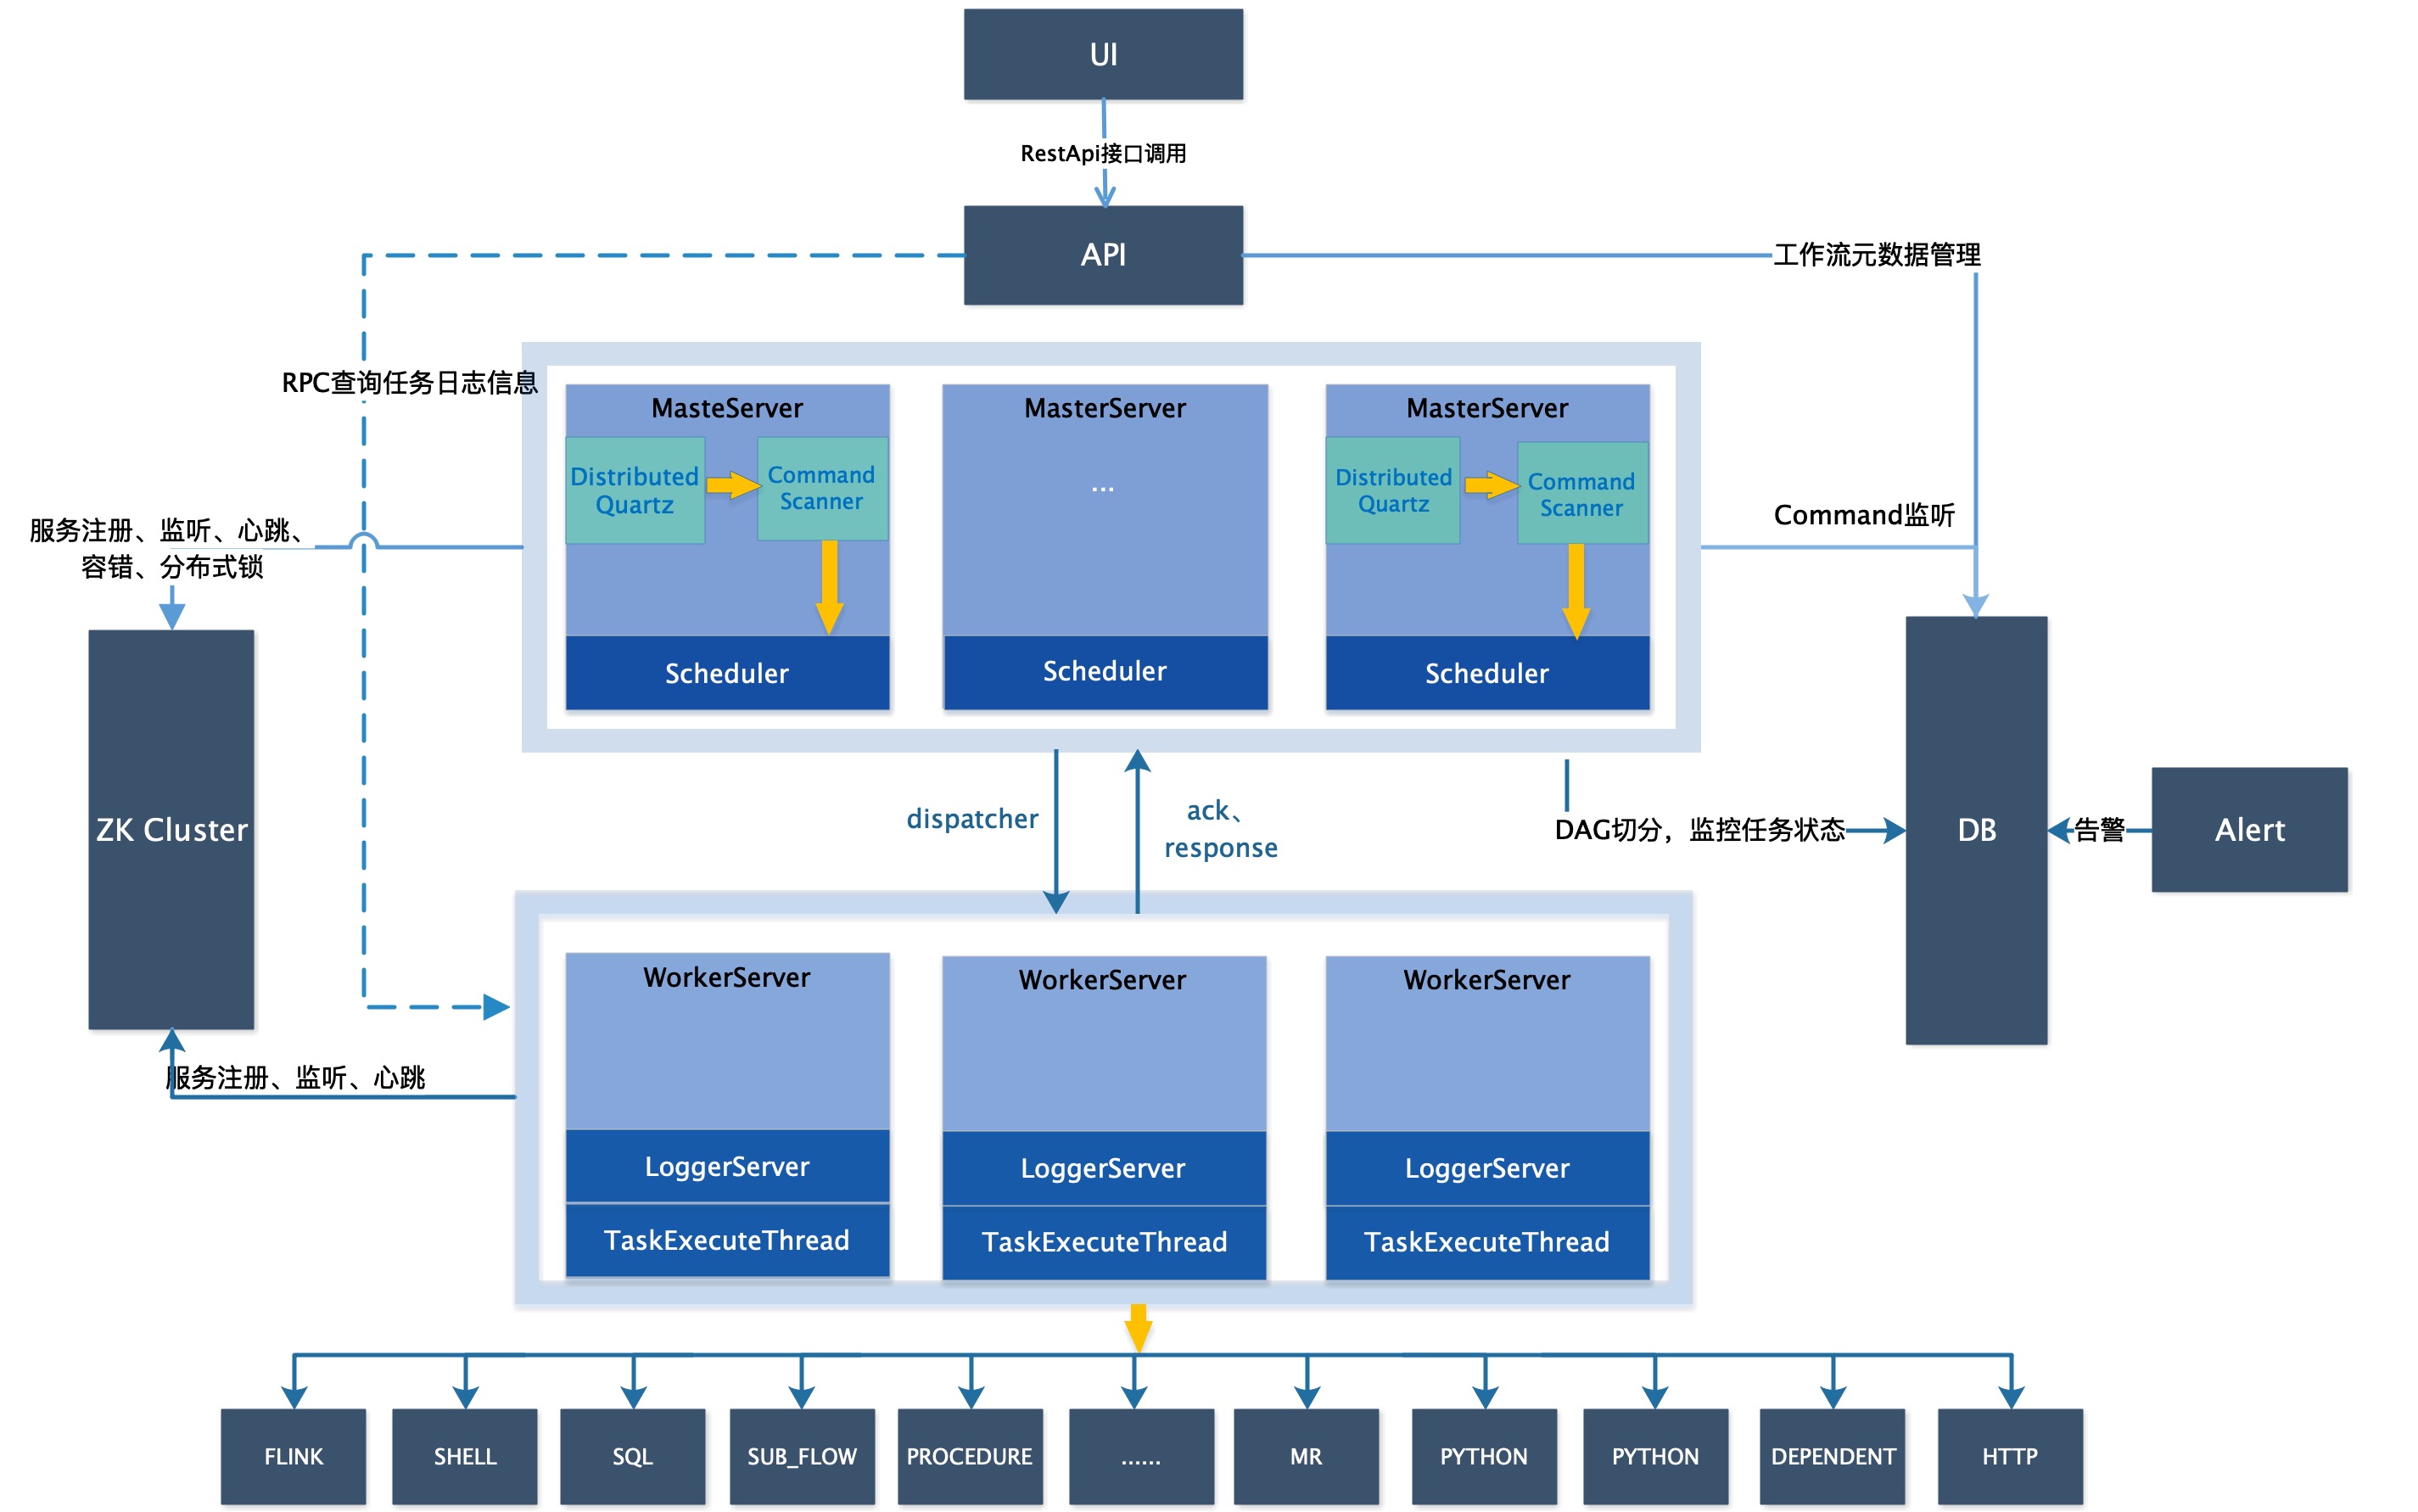 UI
RestApi接口调用
API
工作流元数据管理
RPC查询任务日志信息
MasteServer
MasterServer
MasterServer
Distributed
Quartz
Command
Scanner
...
Distributed
Quartz
Command
Scanner
服务注册、监听、心跳、
容错、分布式锁
Command监听
Scheduler
Scheduler
Scheduler
ZK Cluster
dispatcher
ack、
response
DAG切分，监控任务状态
DB
告警
Alert
WorkerServer
WorkerServer
WorkerServer
服务注册、监听、心跳
LoggerServer
LoggerServer
LoggerServer
TaskExecuteThread
TaskExecuteThread
TaskExecuteThread
FLINK
SHELL
SQL
SUB_FLOW
PROCEDURE
......
MR
PYTHON
PYTHON
DEPENDENT
HTTP